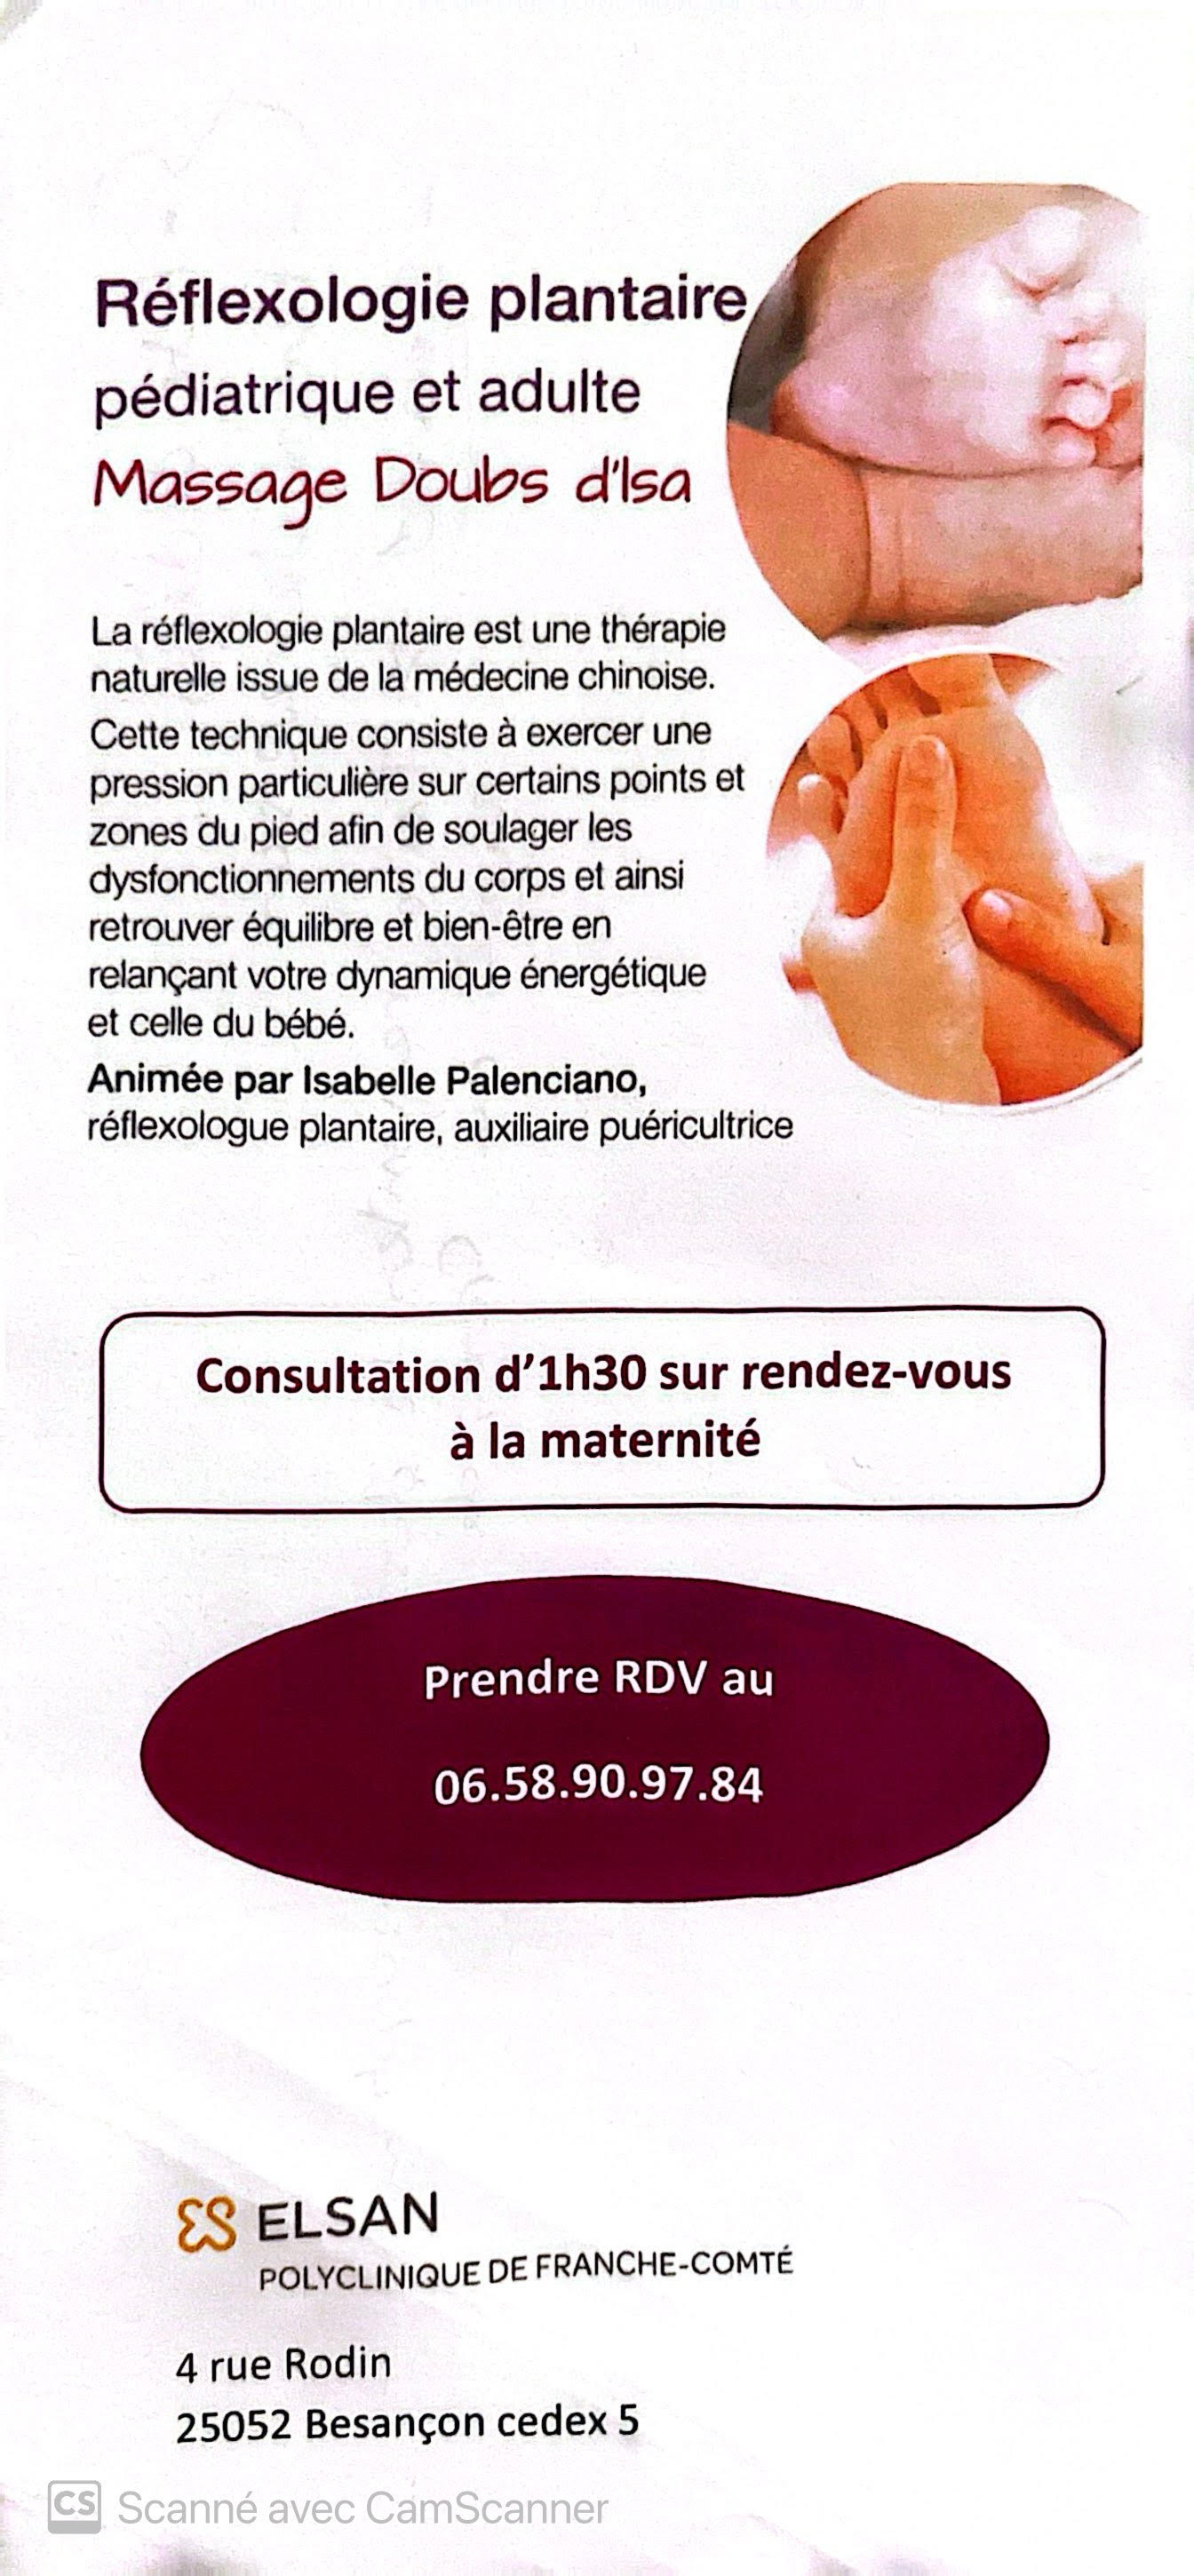 Réflexologie plantaire
pédiatrique et adulte
Massage Doubs d'Isa
La réflexologie plantaire est une thérapie
naturelle issue de la médecine chinoise.
Cette technique consiste à exercer une
pression particulière sur certains points et
zones du pied afin de soulager les
dysfonctionnements du corps et ainsi
retrouver équilibre et bien-être en
relançant votre dynamique énergétique
et celle du bébé.
Animée par Isabelle Palenciano,
réflexologue plantaire, auxiliaire puéricultrice
Consultation d'1h30 sur rendez-vous
à la maternité
Prendre RDV au
06.58.90.97.84
ELSAN
POLYCLINIQUE DE FRANCHE-COMTÉ
4 rue Rodin
25052 Besançon cedex 5
CS Scanné avec CamScanner